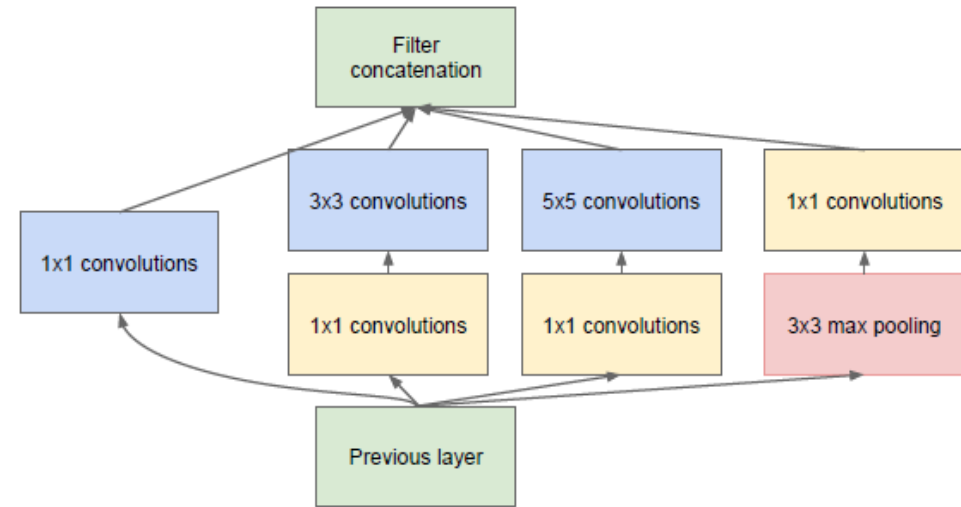 Filter
concatenation
3x3 convolutions
5x5 convolutions
1x1 convolutions
1x1 convolutions
1x1 convolutions
1x1 convolutions
3x3 max pooling
Previous layer